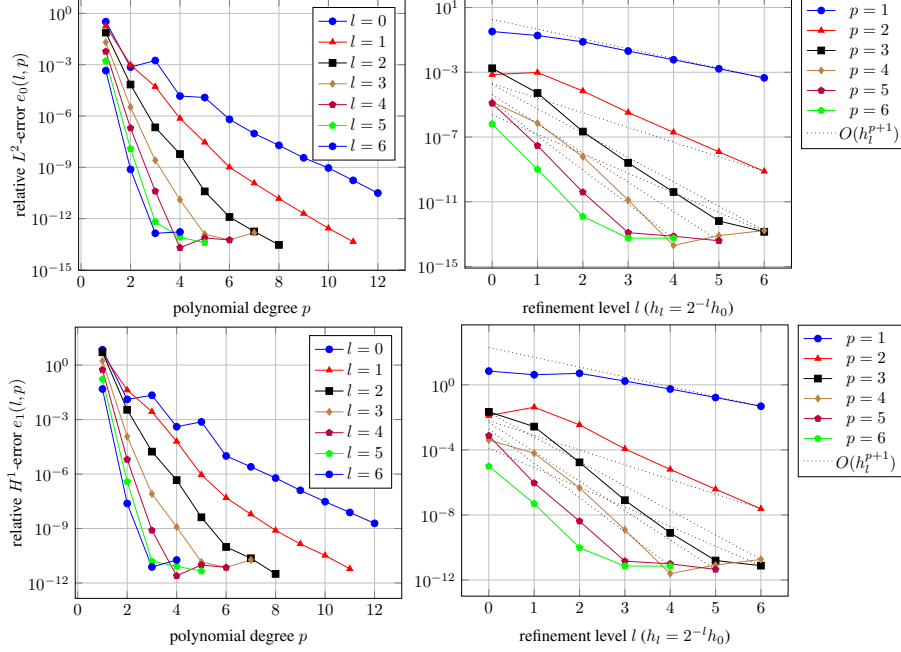 relative $L^2$-error $e_0(l, p)$
$10^0$
$10^{-3}$
$10^{-6}$
$10^{-9}$
$10^{-12}$
$10^{-15}$
0 2 4 6 8 10 12
polynomial degree $p$
$l = 0$
$l = 1$
$l = 2$
$l = 3$
$l = 4$
$l = 5$
$l = 6$
$10^1$
$10^{-3}$
$10^{-7}$
$10^{-11}$
$10^{-15}$
0 1 2 3 4 5 6
refinement level $l$ ($h_l = 2^{-l}h_0$)
$p = 1$
$p = 2$
$p = 3$
$p = 4$
$p = 5$
$p = 6$
$O(h_l^{p+1})$
relative $H^1$-error $e_1(l, p)$
$10^0$
$10^{-3}$
$10^{-6}$
$10^{-9}$
$10^{-12}$
0 2 4 6 8 10 12
polynomial degree $p$
$l = 0$
$l = 1$
$l = 2$
$l = 3$
$l = 4$
$l = 5$
$l = 6$
$10^0$
$10^{-4}$
$10^{-8}$
$10^{-12}$
0 1 2 3 4 5 6
refinement level $l$ ($h_l = 2^{-l}h_0$)
$p = 1$
$p = 2$
$p = 3$
$p = 4$
$p = 5$
$p = 6$
$O(h_l^{p+1})$